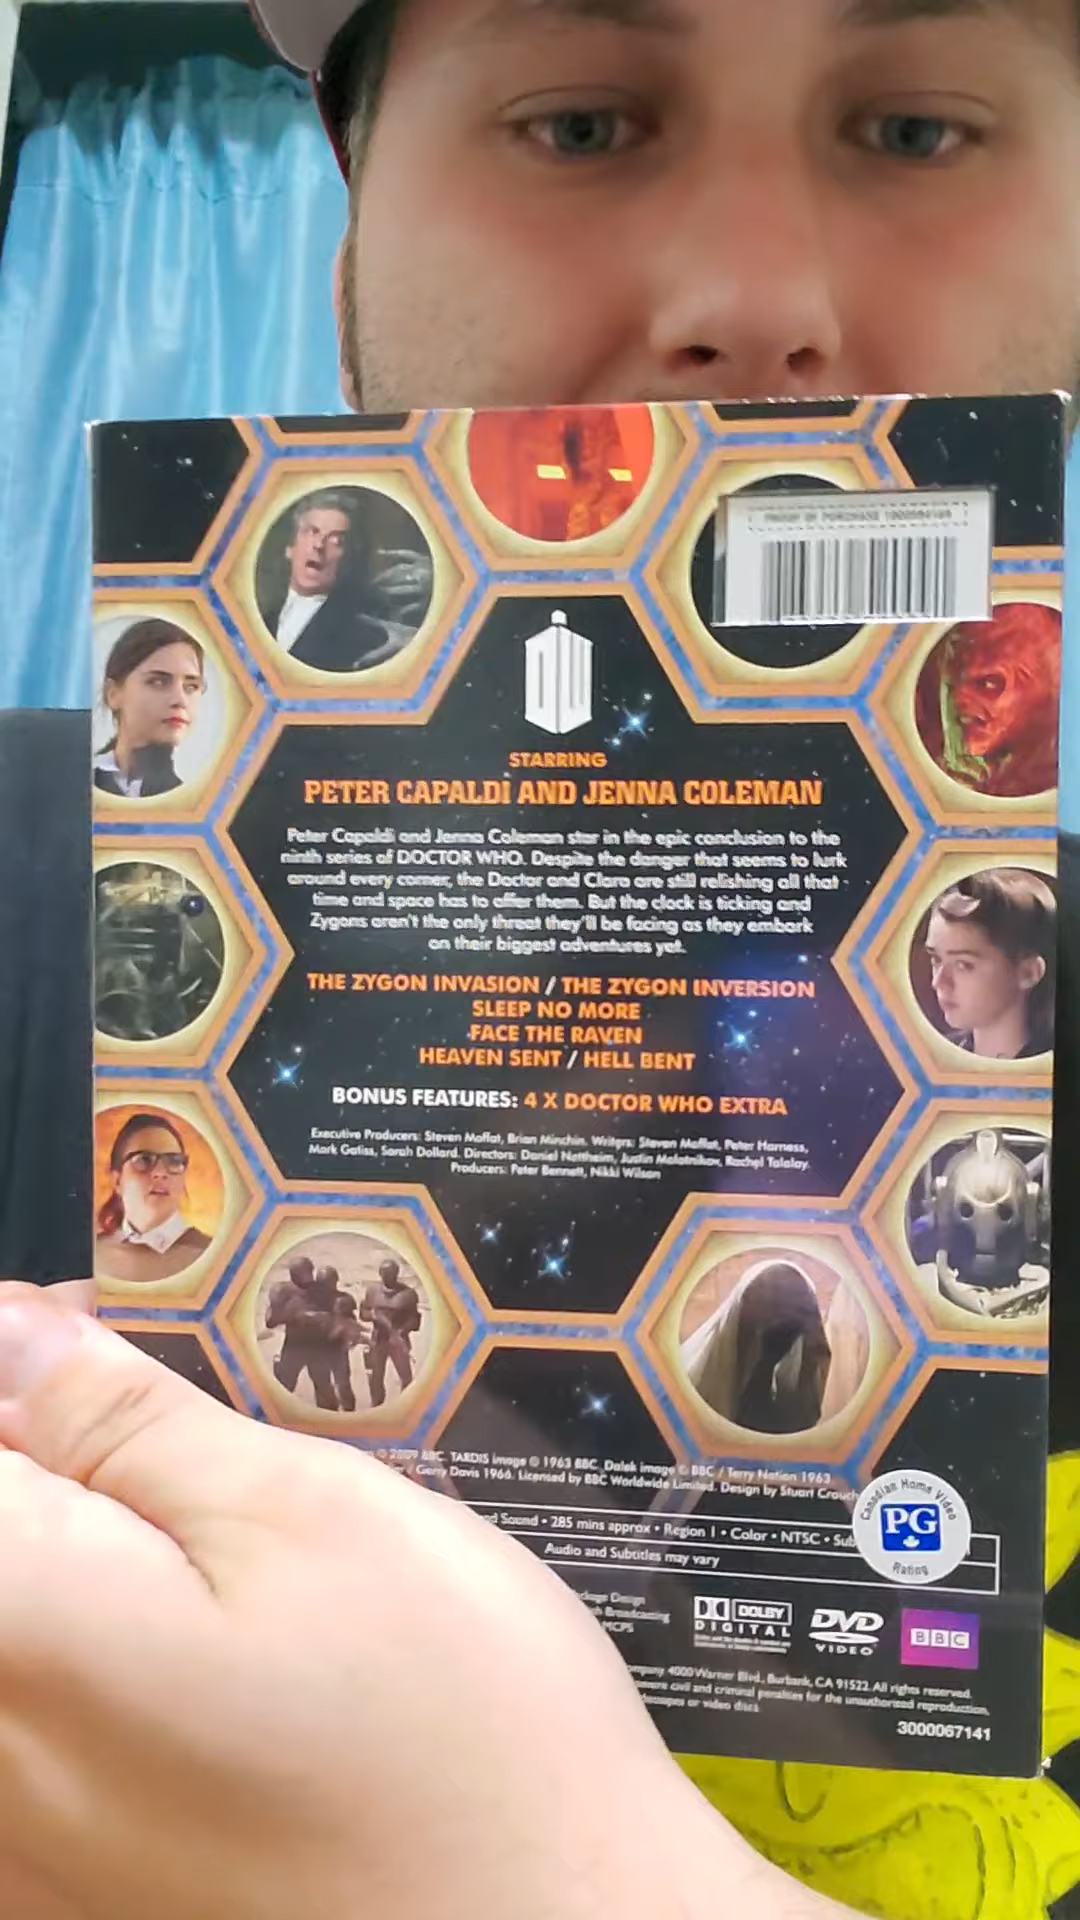 PROOF OF PURCHASE
DW
STARRING
PETER CAPALDI AND JENNA COLEMAN
Peter Capaldi and Jenna Coleman star in the epic conclusion to the
ninth series of DOCTOR WHO. Despite the danger that seems to lurk
around every corner, the Doctor and Clara are still relishing all that
time and space has to offer them. But the clock is ticking and
Zygons aren't the only threat they'll be facing as they embark
on their biggest adventures yet.
THE ZYGON INVASION / THE ZYGON INVERSION
SLEEP NO MORE
FACE THE RAVEN
HEAVEN SENT / HELL BENT
BONUS FEATURES: 4 X DOCTOR WHO EXTRA
Executive Producers: Steven Moffat, Brian Minchin. Writers: Steven Moffat, Peter Harness,
Mark Gatiss, Sarah Dollard. Directors: Daniel Nettheim, Justin Molotnikov, Rachel Talalay.
Producers: Peter Bennett, Nikki Wilson
© 2009 BBC. TARDIS image © 1963 BBC. Dalek image © BBC / Terry Nation 1963.
/ Gerry Davis 1966. Licensed by BBC Worldwide Limited. Design by Stuart Crouch
Sound • 285 mins approx • Region 1 • Color • NTSC • Sub
Audio and Subtitles may vary
Canadian Home Video
PG
Rating
Design
Broadcasting
MCPS
DOLBY
DIGITAL
DVD
VIDEO
BBC
4000 Warner Blvd., Burbank, CA 91522. All rights reserved.
civil and criminal penalties for the unauthorized reproduction,
or video discs.
3000067141